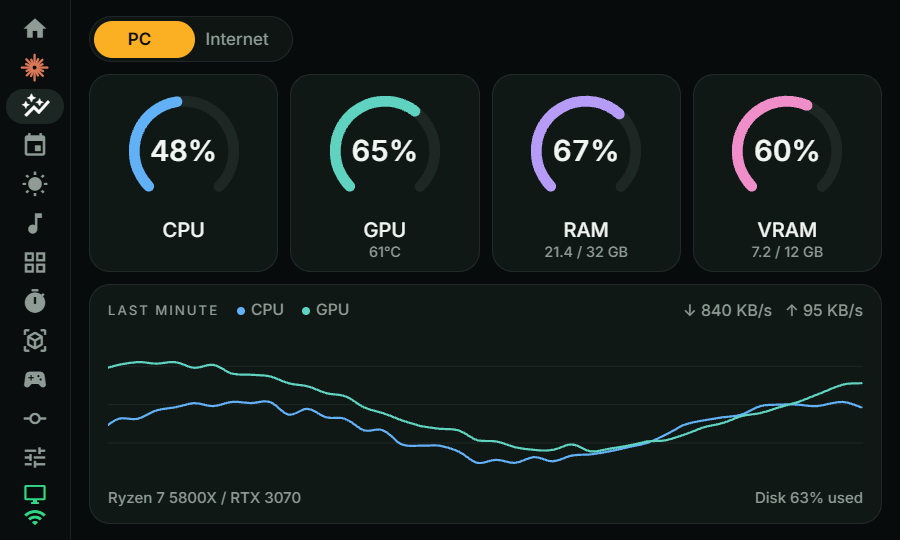 PC Internet
48% 65% 67% 60%
CPU GPU RAM VRAM
61°C 21.4 / 32 GB 7.2 / 12 GB
LAST MINUTE CPU GPU ↓ 840 KB/s ↑ 95 KB/s
Ryzen 7 5800X / RTX 3070 Disk 63% used